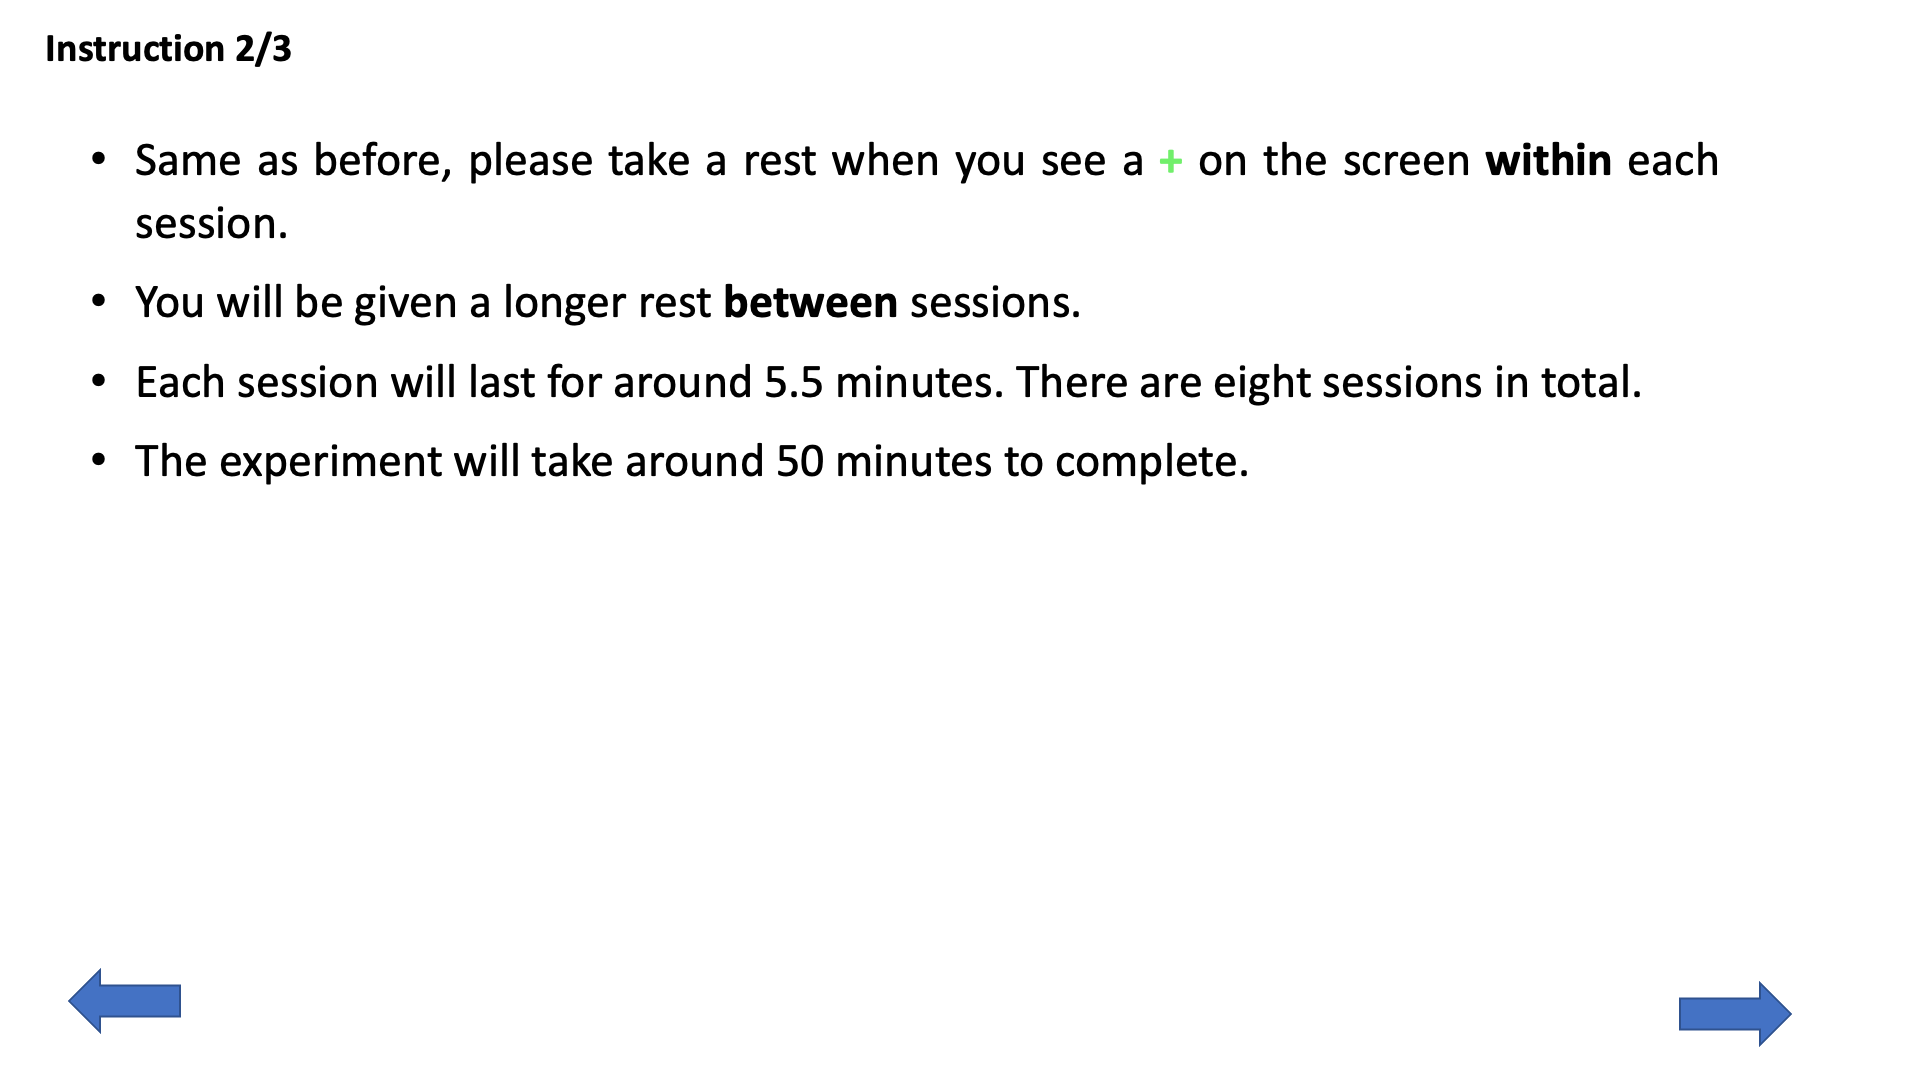 Instruction 2/3
• Same as before, please take a rest when you see a + on the screen within each
session.
• You will be given a longer rest between sessions.
• Each session will last for around 5.5 minutes. There are eight sessions in total.
• The experiment will take around 50 minutes to complete.